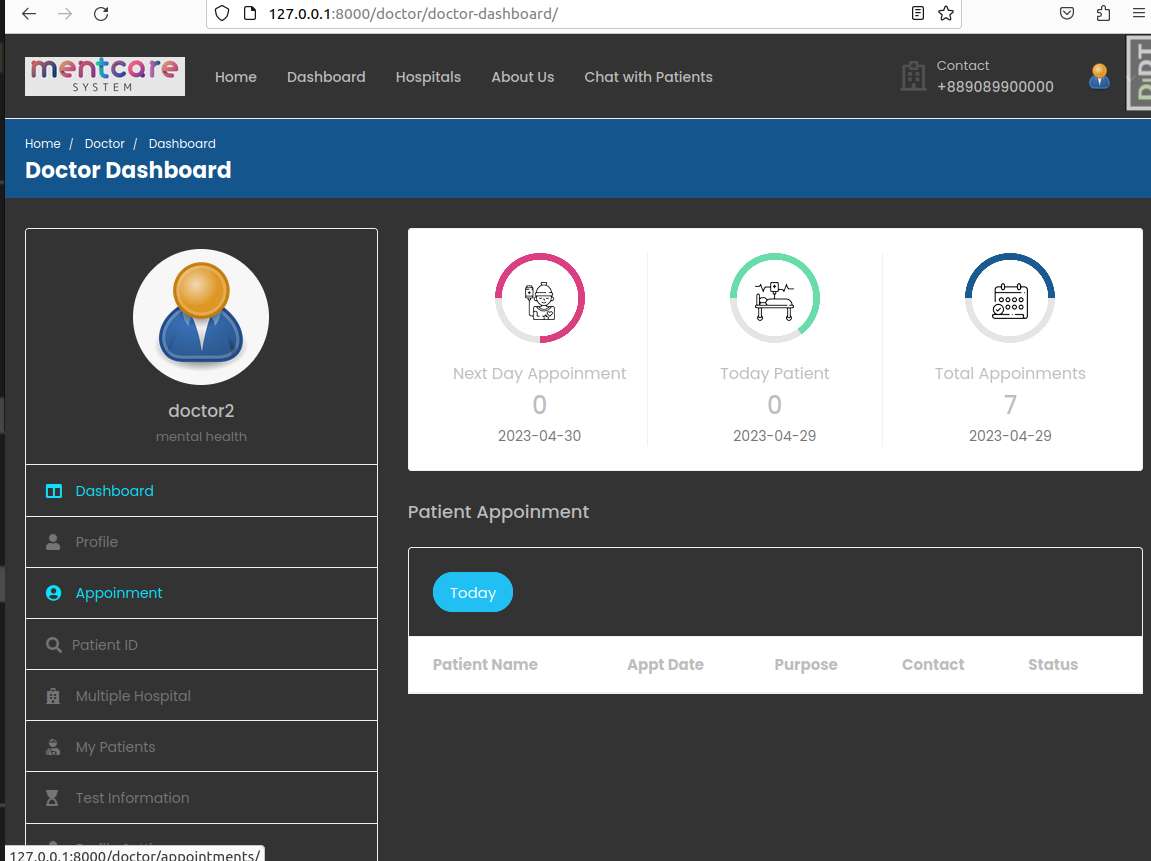 127.0.0.1:8000/doctor/doctor-dashboard/
mentcare
SYSTEM
Home
Dashboard
Hospitals
About Us
Chat with Patients
Contact
+889089900000
DjDT
Home / Doctor / Dashboard
Doctor Dashboard
doctor2
mental health
Dashboard
Profile
Appoinment
Patient ID
Multiple Hospital
My Patients
Test Information
Next Day Appoinment
0
2023-04-30
Today Patient
0
2023-04-29
Total Appoinments
7
2023-04-29
Patient Appoinment
Today
Patient Name Appt Date Purpose Contact Status
127.0.0.1:8000/doctor/appointments/